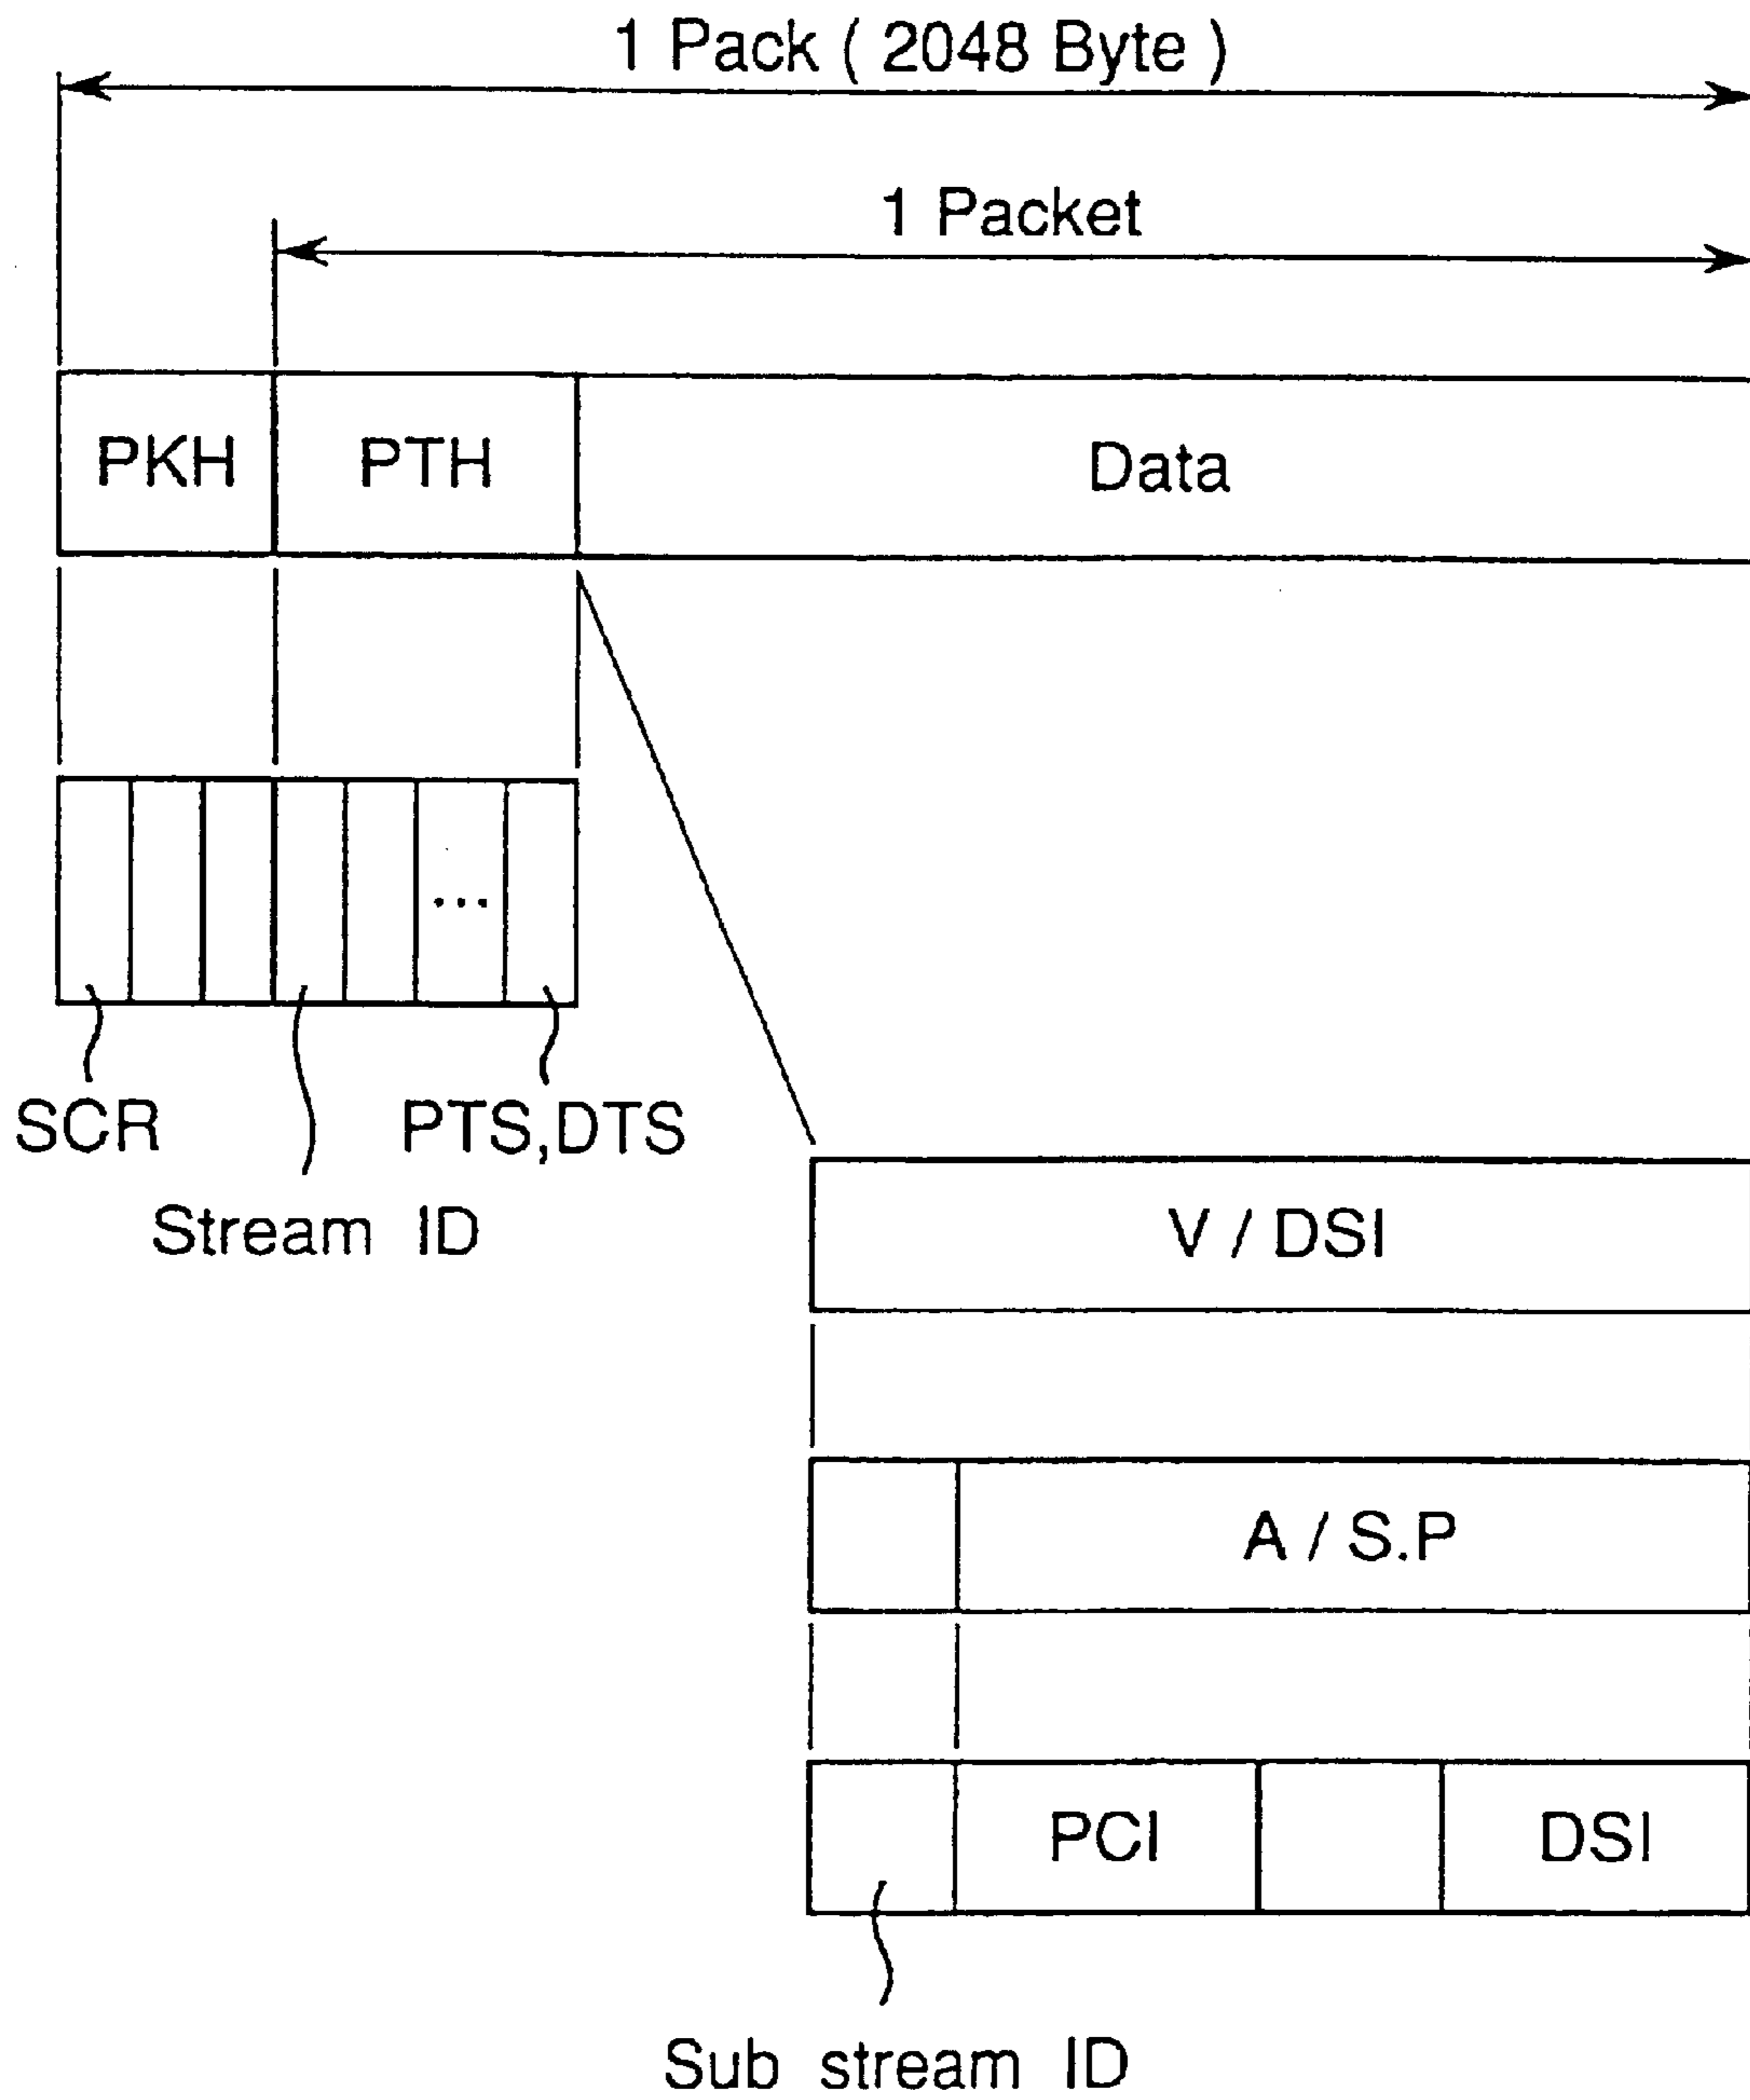 1 Pack ( 2048 Byte )
1 Packet
PKH
PTH
Data
...
SCR
PTS,DTS
Stream ID
V / DSI
A / S.P
PCI
DSI
Sub stream ID